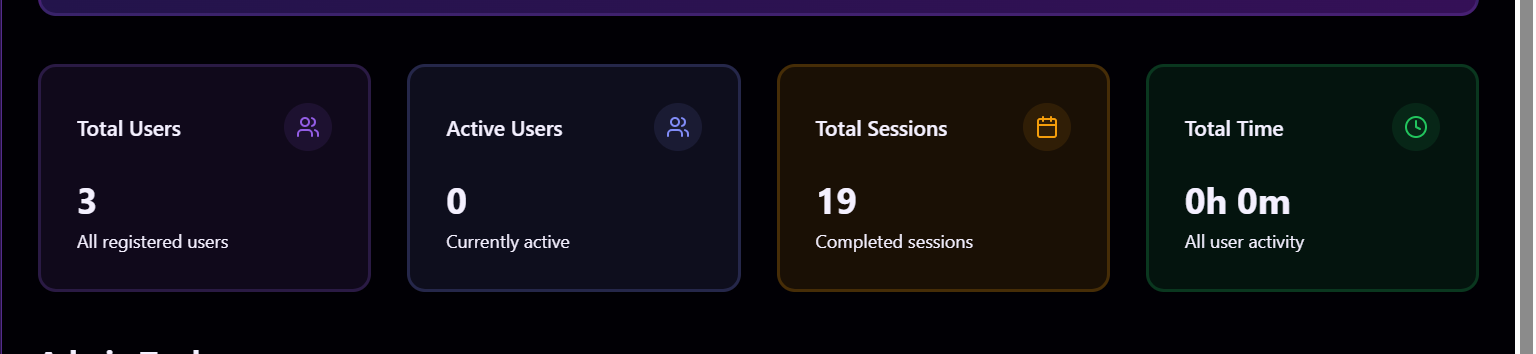 Total Users
3
All registered users
Active Users
0
Currently active
Total Sessions
19
Completed sessions
Total Time
0h 0m
All user activity